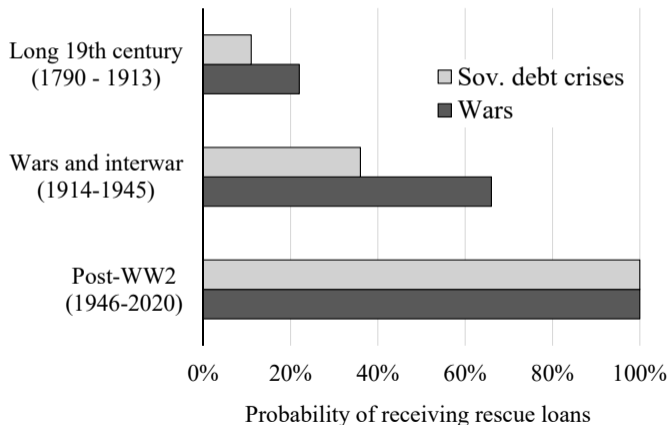 Long 19th century
(1790 - 1913)
Sov. debt crises
Wars
Wars and interwar
(1914-1945)
Post-WW2
(1946-2020)
0% 20% 40% 60% 80% 100%
Probability of receiving rescue loans